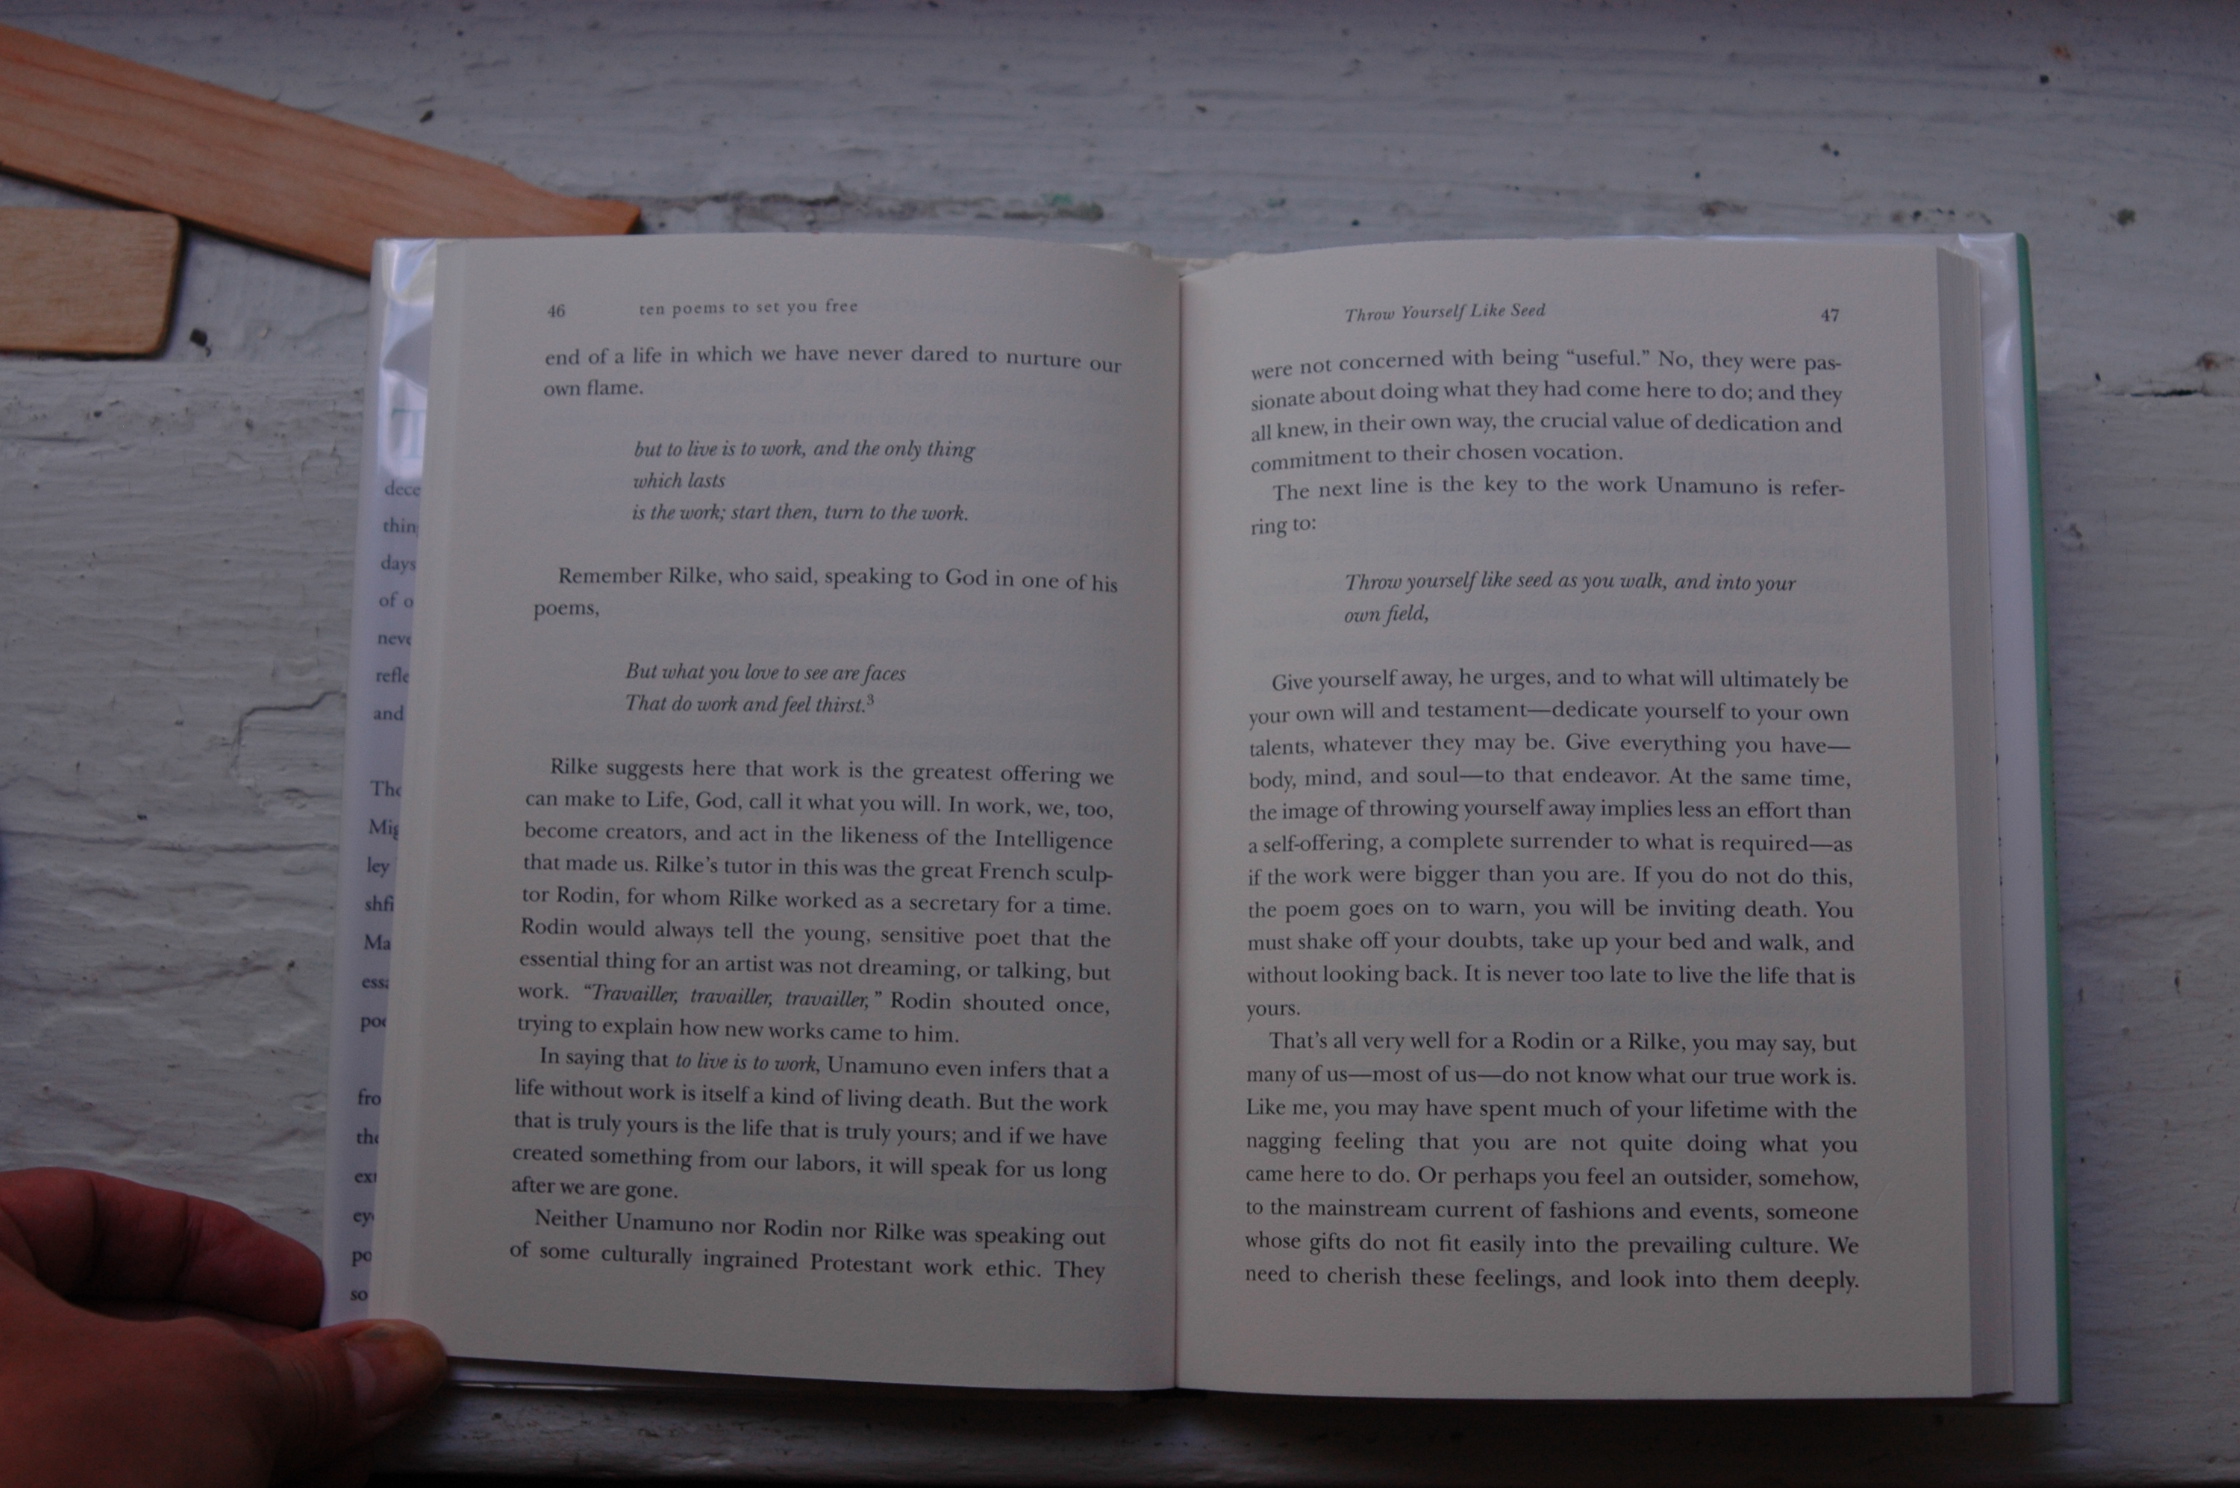 46 ten poems to set you free
end of a life in which we have never dared to nurture our
own flame.
but to live is to work, and the only thing
which lasts
is the work; start then, turn to the work.
Remember Rilke, who said, speaking to God in one of his
poems,
But what you love to see are faces
That do work and feel thirst.³
Rilke suggests here that work is the greatest offering we
can make to Life, God, call it what you will. In work, we, too,
become creators, and act in the likeness of the Intelligence
that made us. Rilke's tutor in this was the great French sculp-
tor Rodin, for whom Rilke worked as a secretary for a time.
Rodin would always tell the young, sensitive poet that the
essential thing for an artist was not dreaming, or talking, but
work. "Travailler, travailler, travailler, travailler," Rodin shouted once,
trying to explain how new works came to him.
In saying that to live is to work, Unamuno even infers that a
life without work is itself a kind of living death. But the work
that is truly yours is the life that is truly yours; and if we have
created something from our labors, it will speak for us long
after we are gone.
Neither Unamuno nor Rodin nor Rilke was speaking out
of some culturally ingrained Protestant work ethic. They
Throw Yourself Like Seed 47
were not concerned with being "useful." No, they were pas-
sionate about doing what they had come here to do; and they
all knew, in their own way, the crucial value of dedication and
commitment to their chosen vocation.
The next line is the key to the work Unamuno is refer-
ring to:
Throw yourself like seed as you walk, and into your
own field,
Give yourself away, he urges, and to what will ultimately be
your own will and testament—dedicate yourself to your own
talents, whatever they may be. Give everything you have—
body, mind, and soul—to that endeavor. At the same time,
the image of throwing yourself away implies less an effort than
a self-offering, a complete surrender to what is required—as
if the work were bigger than you are. If you do not do this,
the poem goes on to warn, you will be inviting death. You
must shake off your doubts, take up your bed and walk, and
without looking back. It is never too late to live the life that is
yours.
That's all very well for a Rodin or a Rilke, you may say, but
many of us—most of us—do not know what our true work is.
Like me, you may have spent much of your lifetime with the
nagging feeling that you are not quite doing what you
came here to do. Or perhaps you feel an outsider, somehow,
to the mainstream current of fashions and events, someone
whose gifts do not fit easily into the prevailing culture. We
need to cherish these feelings, and look into them deeply.